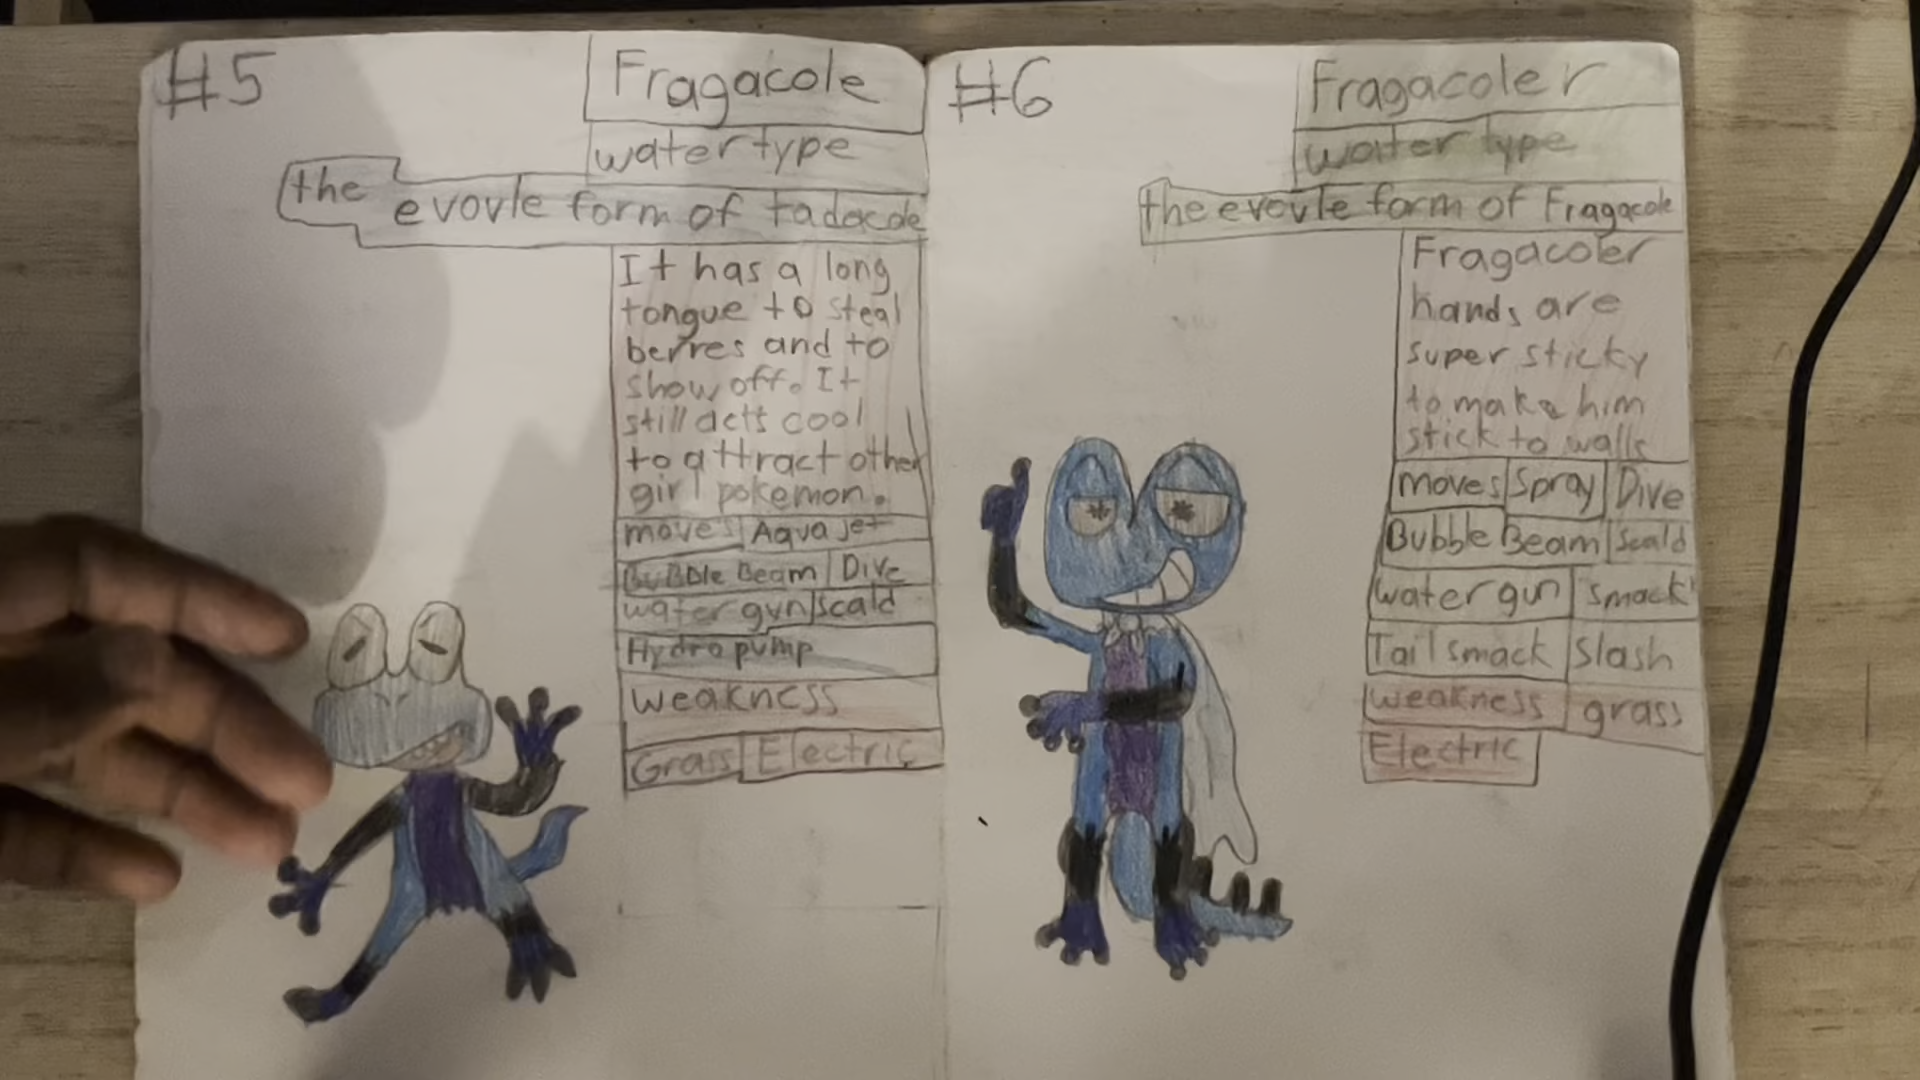 #5
Fragacole
water type
the evovle form of tadacole
It has a long
tongue to steal
berres and to
show off. It
still acts cool
to attract other
girl pokemon.
moves Aqua jet
Bubble Beam Dive
water gun scald
Hydro pump
weakness
Grass Electric
#6
Fragacoler
water type
the evovle form of Fragacole
Fragacoler
hands are
super sticky
to make him
stick to walls
moves Spray Dive
Bubble Beam Scald
water gun smack
Tail smack Slash
weakness grass
Electric